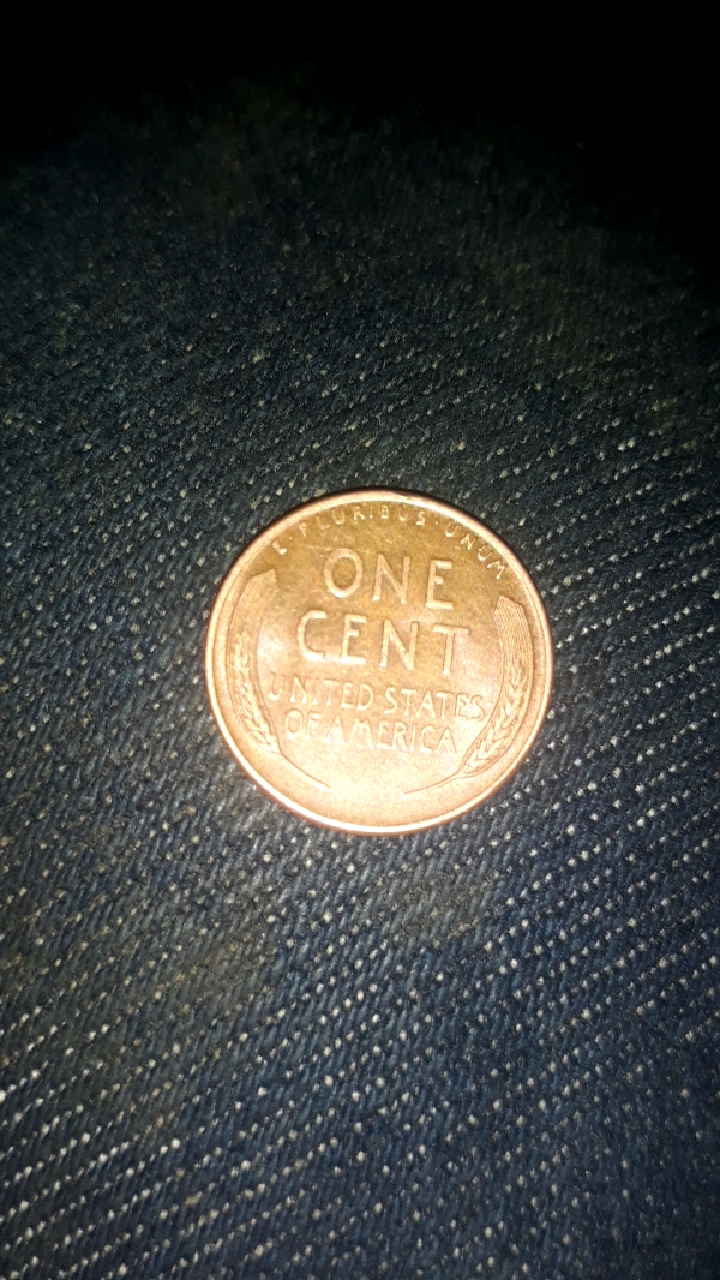 E·PLURIBUS·UNUM
ONE
CENT
UNITED STATES
OF AMERICA